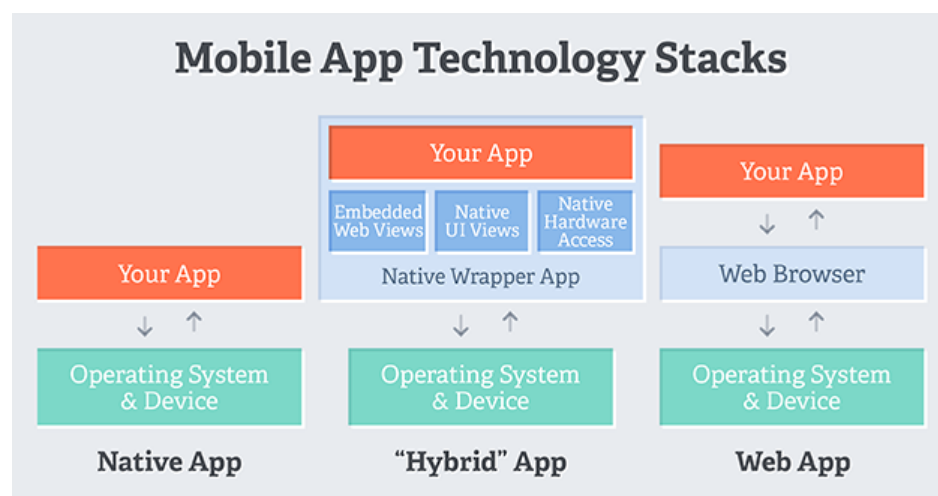 Mobile App Technology Stacks
Your App
Operating System
& Device
Native App
Your App
Embedded
Web Views
Native
UI Views
Native
Hardware
Access
Native Wrapper App
Operating System
& Device
“Hybrid” App
Your App
Web Browser
Operating System
& Device
Web App